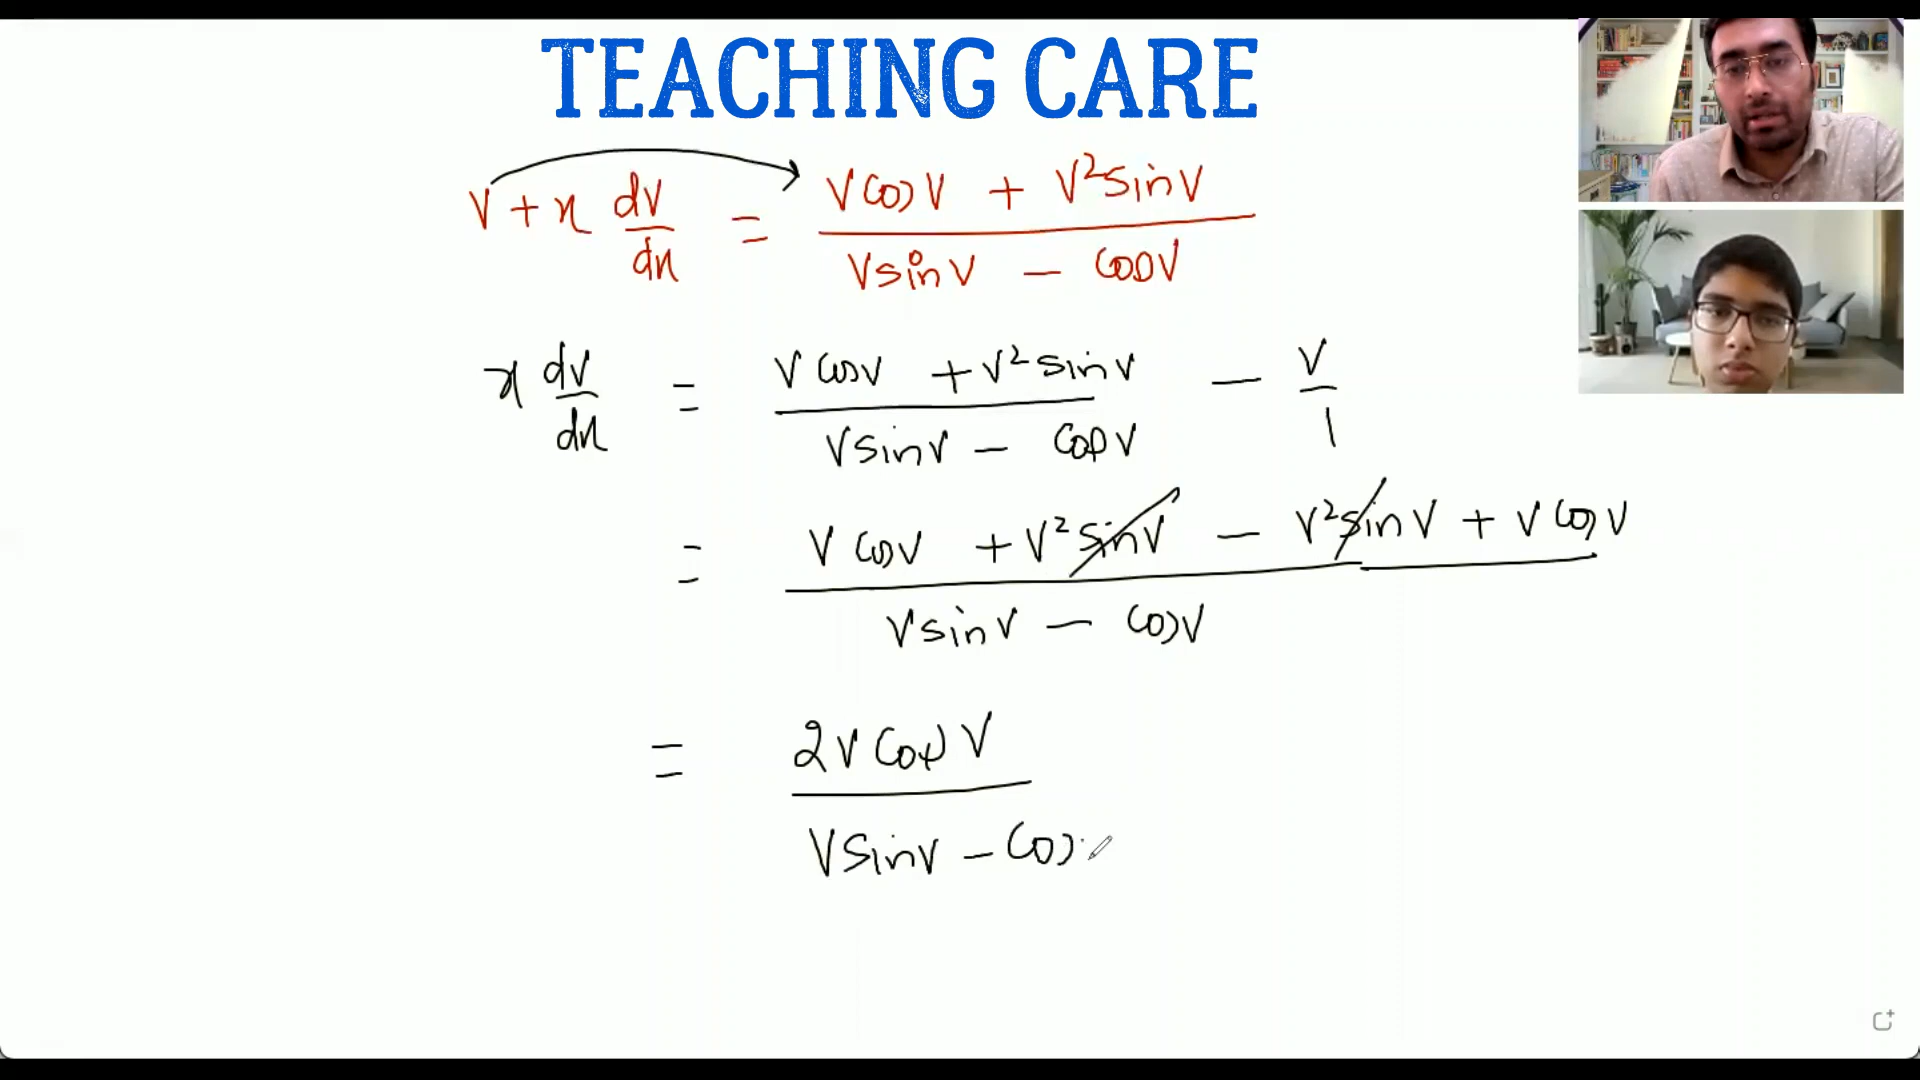 TEACHING CARE
v + x dv/dx = (v cos v + v² sin v)/(v sin v - cos v)
x dv/dx = (v cos v + v² sin v)/(v sin v - cos v) - v/1
= (v cos v + v² sin v - v² sin v + v cos v)/(v sin v - cos v)
= (2v cos v)/(v sin v - cos